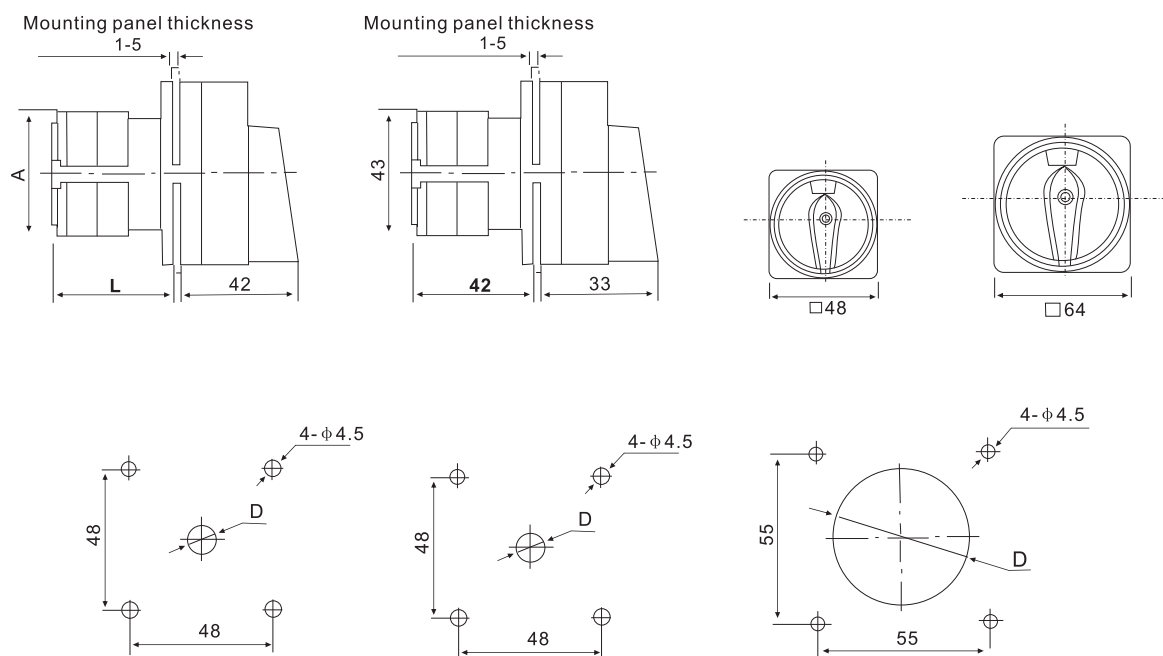 Mounting panel thickness
1-5
A
L
42
Mounting panel thickness
1-5
43
42
33
□48
□64
4-ϕ4.5
D
48
48
4-ϕ4.5
D
48
48
4-ϕ4.5
D
55
55